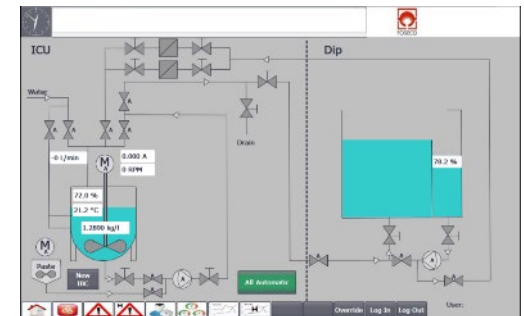 FOSECO
ICU
Dip
Water
A
A
A
A
A
Drain
-0 l/min
M
A
0.000 A
0 RPM
78.2 %
72.0 %
21.2 °C
1.2800 kg/l
M
A
Paste
New
IBC
A
A
All Automatic
H
H
Override
Log In
Log Out
User: